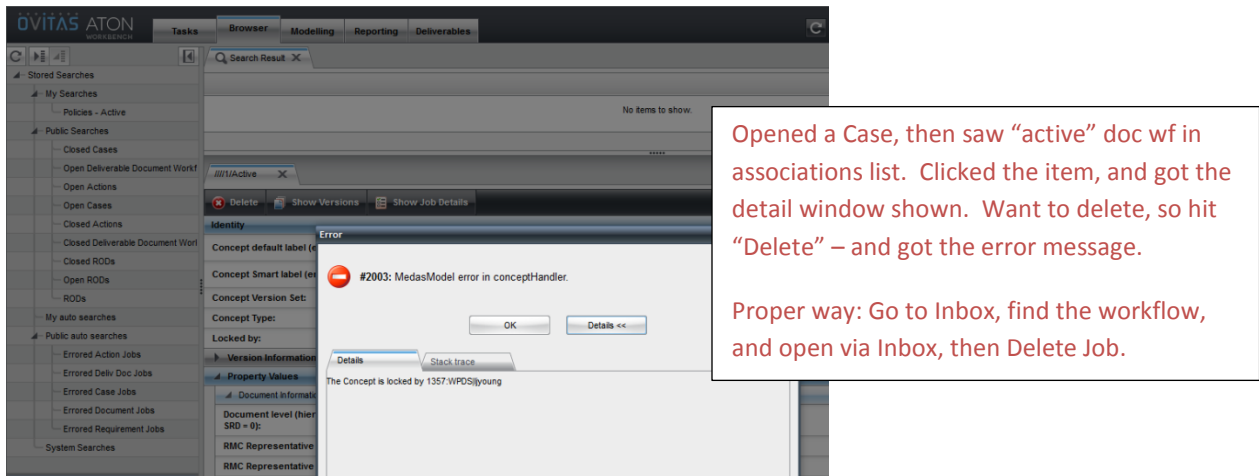 OVITAS ATON
WORKBENCH
Tasks
Browser
Modelling
Reporting
Deliverables
Search Result
Stored Searches
My Searches
Policies - Active
Public Searches
Closed Cases
Open Deliverable Document Workf
Open Actions
Open Cases
Closed Actions
Closed Deliverable Document Worl
Closed RODs
Open RODs
RODs
My auto searches
Public auto searches
Errored Action Jobs
Errored Deliv Doc Jobs
Errored Case Jobs
Errored Document Jobs
Errored Requirement Jobs
System Searches
No items to show.
/////1/Active
Delete
Show Versions
Show Job Details
Identity
Concept default label (e
Concept Smart label (en
Concept Version Set:
Concept Type:
Locked by:
Version Information
Property Values
Document Informatio
Document level (hier
SRD = 0):
RMC Representative
RMC Representative
Error
#2003: MedasModel error in conceptHandler.
OK
Details <<
Details
Stack trace
The Concept is locked by 1357:WPDS||jyoung
Opened a Case, then saw “active” doc wf in
associations list. Clicked the item, and got the
detail window shown. Want to delete, so hit
“Delete” – and got the error message.
Proper way: Go to Inbox, find the workflow,
and open via Inbox, then Delete Job.